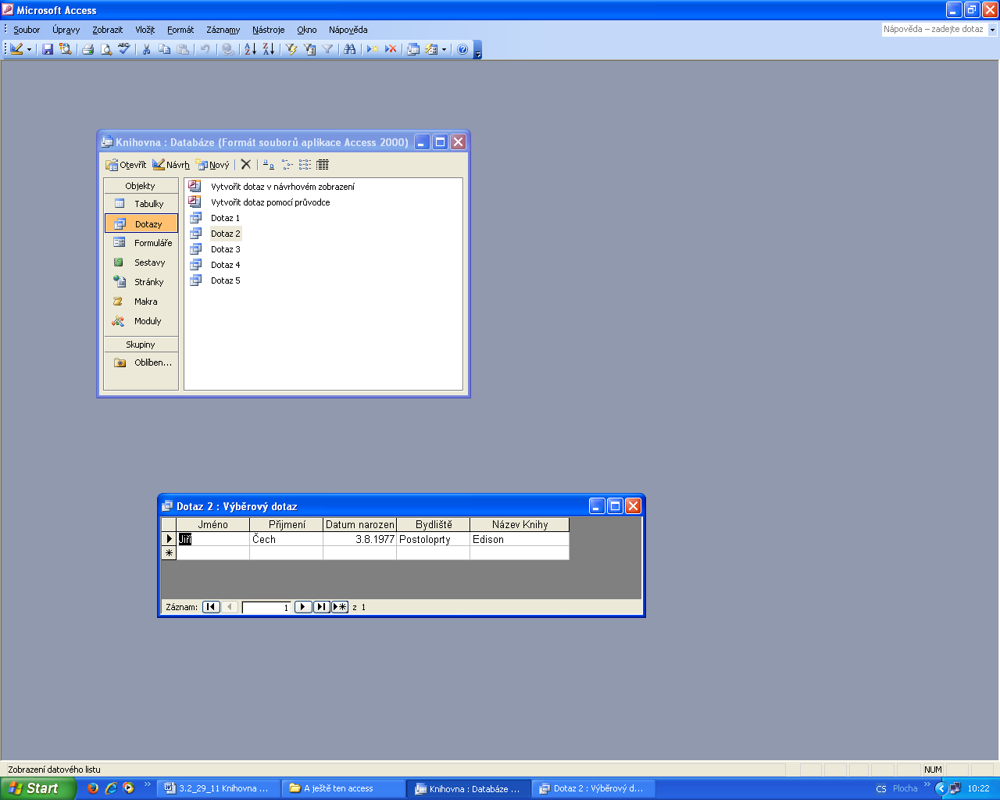 Microsoft Access
Soubor Úpravy Zobrazit Vložit Formát Záznamy Nástroje Okno Nápověda
Nápověda – zadejte dotaz
Knihovna : Databáze (Formát souborů aplikace Access 2000)
Otevřít Návrh Nový
Objekty
Tabulky
Dotazy
Formuláře
Sestavy
Stránky
Makra
Moduly
Skupiny
Oblíben...
Vytvořit dotaz v návrhovém zobrazení
Vytvořit dotaz pomocí průvodce
Dotaz 1
Dotaz 2
Dotaz 3
Dotaz 4
Dotaz 5
Dotaz 2 : Výběrový dotaz
Jméno Přijmení Datum narozen Bydliště Název Knihy
Jiří Čech 3.8.1977 Postoloprty Edison
Záznam: 1 z 1
Zobrazení datového listu
NUM
Start 3.2_29_11 Knihovna ... A ještě ten access Knihovna : Databáze ... Dotaz 2 : Výběrový d... CS Plocha 10:22